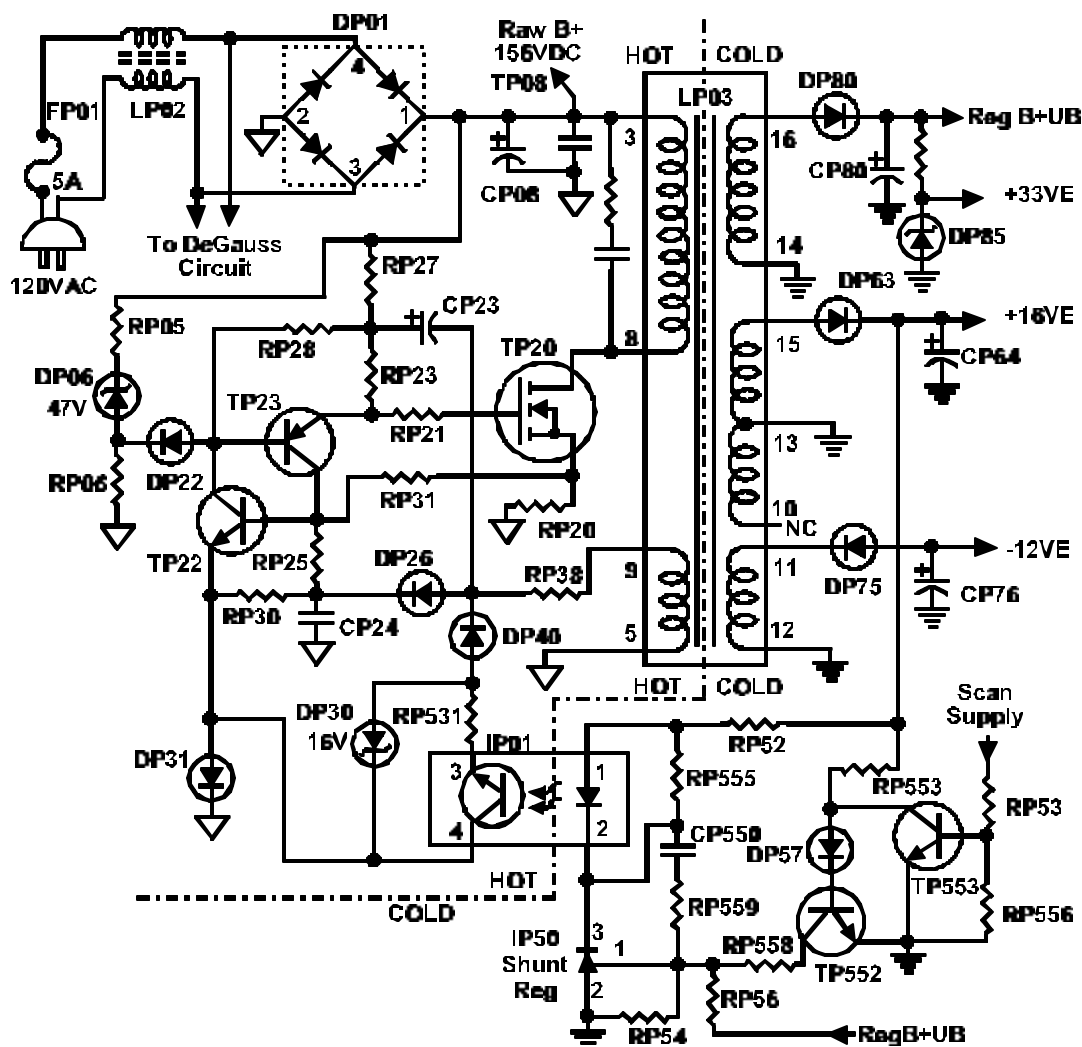 DP01
4
2
1
3
LP02
FP01
5A
120VAC
To DeGauss
Circuit
Raw B+
156VDC
TP08
CP06
HOT
COLD
LP03
3
8
9
5
16
14
15
13
10
NC
11
12
DP80
Reg B+UB
CP80
+33VE
DP85
DP63
+16VE
CP64
-12VE
DP75
CP76
RP27
CP23
RP05
RP28
RP23
TP20
DP06
47V
TP23
RP21
RP06
DP22
RP31
RP20
TP22
RP25
DP26
RP38
RP30
CP24
DP40
HOT
COLD
Scan
Supply
DP30
16V
RP531
IP01
3
4
1
2
DP31
RP52
RP555
RP553
RP53
CP550
DP57
TP553
HOT
COLD
RP559
RP556
IP50
Shunt
Reg
3
1
2
RP558
TP552
RP56
RP54
RegB+UB